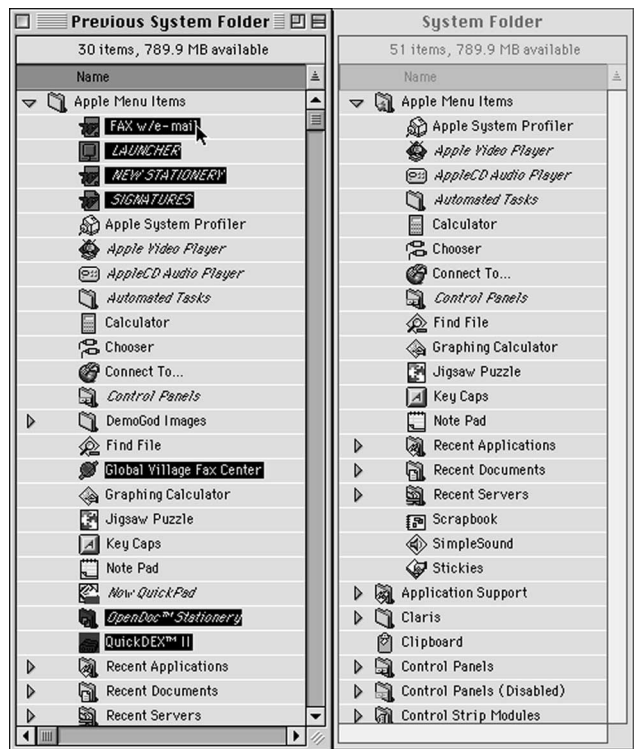 Previous System Folder
30 items, 789.9 MB available
Name
Apple Menu Items
FAX w/e-mail
LAUNCHER
NEW STATIONERY
SIGNATURES
Apple System Profiler
Apple Video Player
AppleCD Audio Player
Automated Tasks
Calculator
Chooser
Connect To...
Control Panels
DemoGod Images
Find File
Global Village Fax Center
Graphing Calculator
Jigsaw Puzzle
Key Caps
Note Pad
Now QuickPad
OpenDoc™ Stationery
QuickDEX™ II
Recent Applications
Recent Documents
Recent Servers
System Folder
51 items, 789.9 MB available
Name
Apple Menu Items
Apple System Profiler
Apple Video Player
AppleCD Audio Player
Automated Tasks
Calculator
Chooser
Connect To...
Control Panels
Find File
Graphing Calculator
Jigsaw Puzzle
Key Caps
Note Pad
Recent Applications
Recent Documents
Recent Servers
Scrapbook
SimpleSound
Stickies
Application Support
Claris
Clipboard
Control Panels
Control Panels (Disabled)
Control Strip Modules